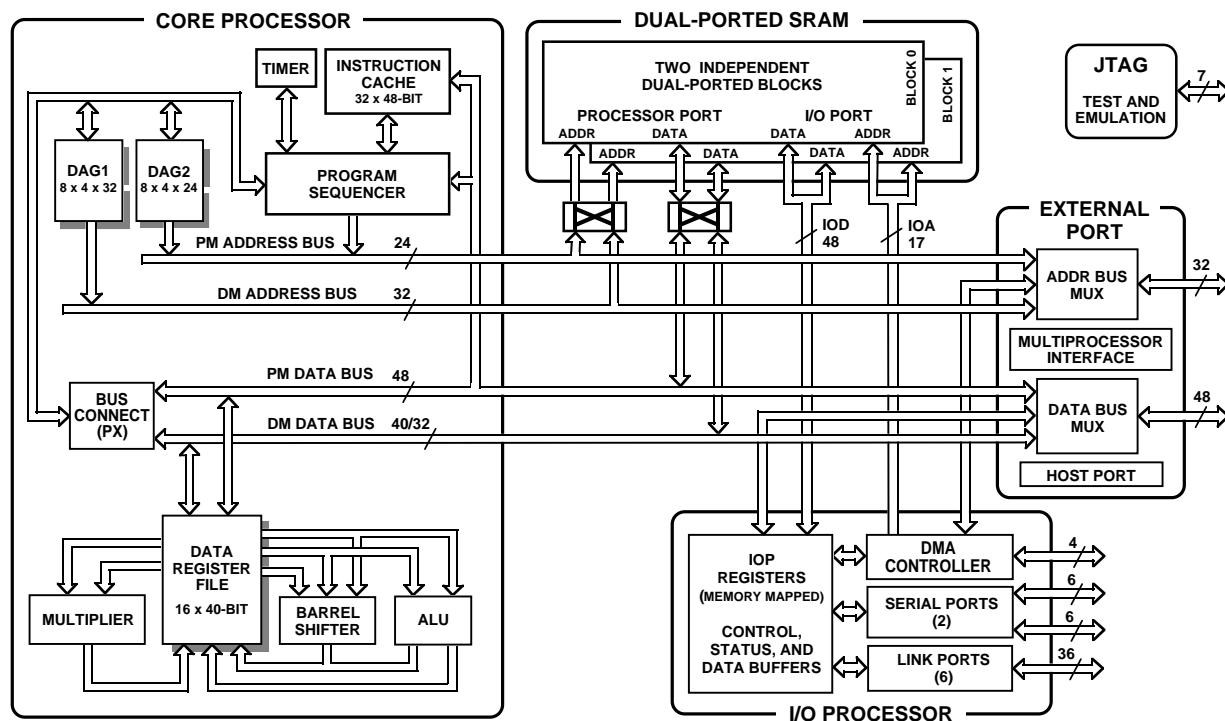 CORE PROCESSOR
TIMER
INSTRUCTION
CACHE
32 x 48-BIT
DAG1
8 x 4 x 32
DAG2
8 x 4 x 24
PROGRAM
SEQUENCER
PM ADDRESS BUS
24
DM ADDRESS BUS
32
PM DATA BUS
48
BUS
CONNECT
(PX)
DM DATA BUS
40/32
DATA
REGISTER
FILE
16 x 40-BIT
MULTIPLIER
BARREL
SHIFTER
ALU
DUAL-PORTED SRAM
TWO INDEPENDENT
DUAL-PORTED BLOCKS
BLOCK 0
BLOCK 1
PROCESSOR PORT
I/O PORT
ADDR
DATA
DATA
ADDR
ADDR
DATA
DATA
ADDR
IOD
48
IOA
17
JTAG
TEST AND
EMULATION
7
EXTERNAL
PORT
ADDR BUS
MUX
32
MULTIPROCESSOR
INTERFACE
DATA BUS
MUX
48
HOST PORT
IOP
REGISTERS
(MEMORY MAPPED)
CONTROL,
STATUS, AND
DATA BUFFERS
DMA
CONTROLLER
4
SERIAL PORTS
(2)
6
6
LINK PORTS
(6)
36
I/O PROCESSOR